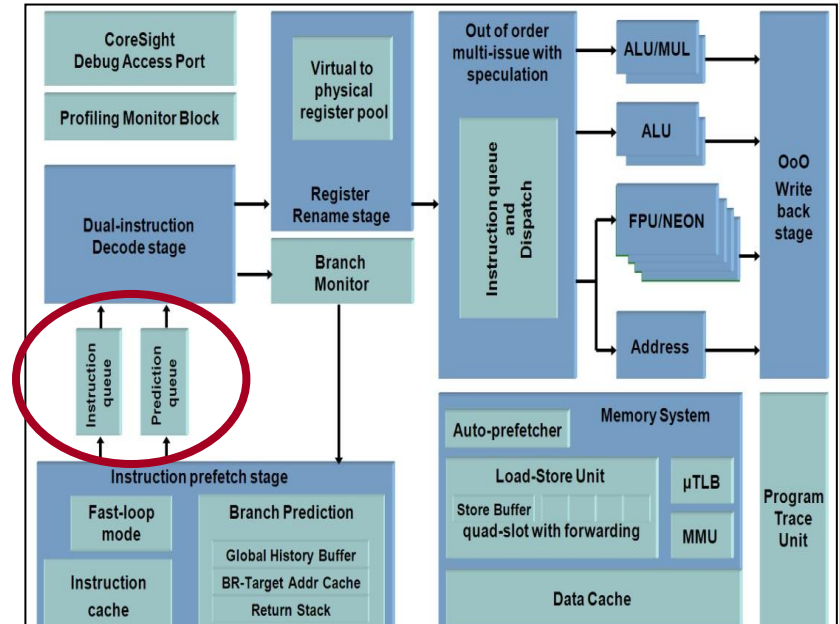 CoreSight
Debug Access Port
Profiling Monitor Block
Virtual to
physical
register pool
Register
Rename stage
Out of order
multi-issue with
speculation
Instruction queue
and
Dispatch
ALU/MUL
ALU
FPU/NEON
Address
OoO
Write
back
stage
Dual-instruction
Decode stage
Branch
Monitor
Instruction
queue
Prediction
queue
Instruction prefetch stage
Fast-loop
mode
Instruction
cache
Branch Prediction
Global History Buffer
BR-Target Addr Cache
Return Stack
Memory System
Auto-prefetcher
Load-Store Unit
Store Buffer
quad-slot with forwarding
µTLB
MMU
Data Cache
Program
Trace
Unit